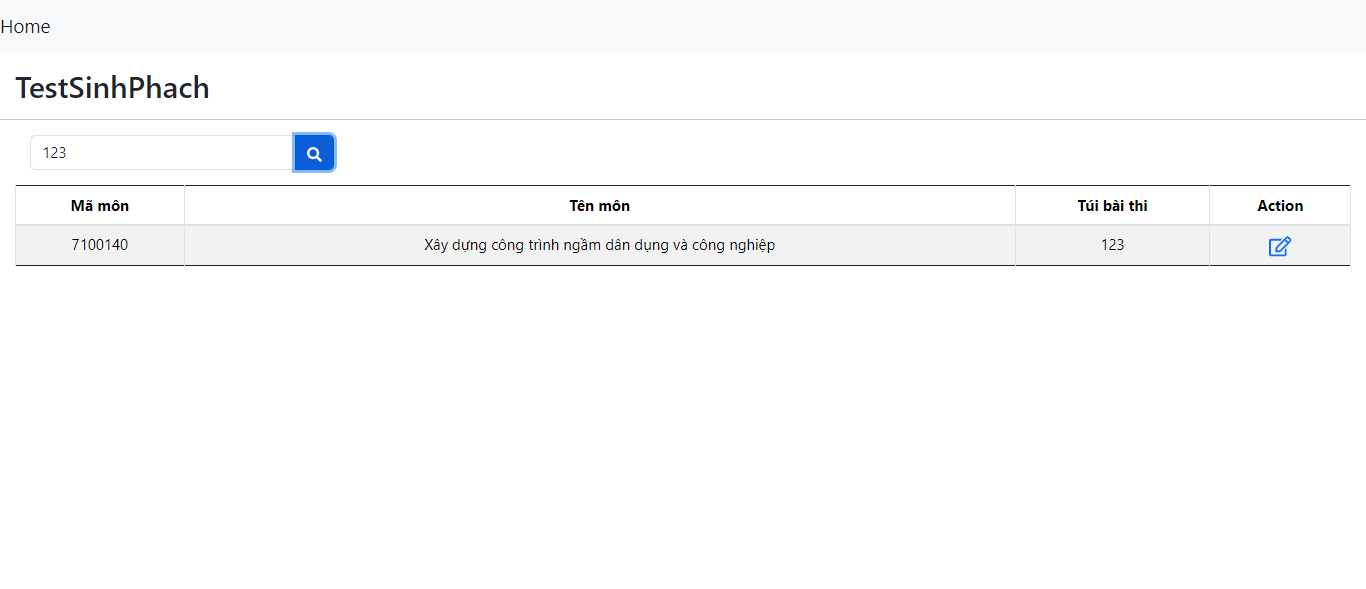 Home
TestSinhPhach
123
Mã môn Tên môn Túi bài thi Action
7100140 Xây dựng công trình ngầm dân dụng và công nghiệp 123